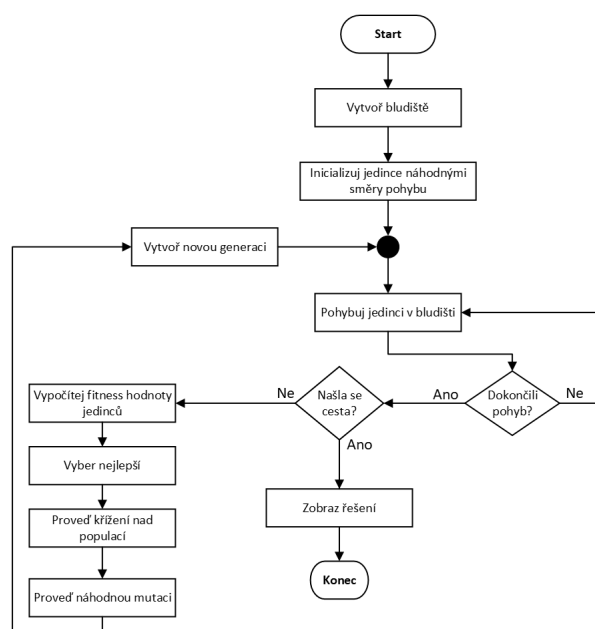 Start
Vytvoř bludiště
Inicializuj jedince náhodnými
směry pohybu
Vytvoř novou generaci
Pohybuj jedinci v bludišti
Dokončili
pohyb?
Ne
Ano
Našla se
cesta?
Ne
Ano
Vypočítej fitness hodnoty
jedinců
Vyber nejlepší
Proveď křížení nad
populací
Proveď náhodnou mutaci
Zobraz řešení
Konec